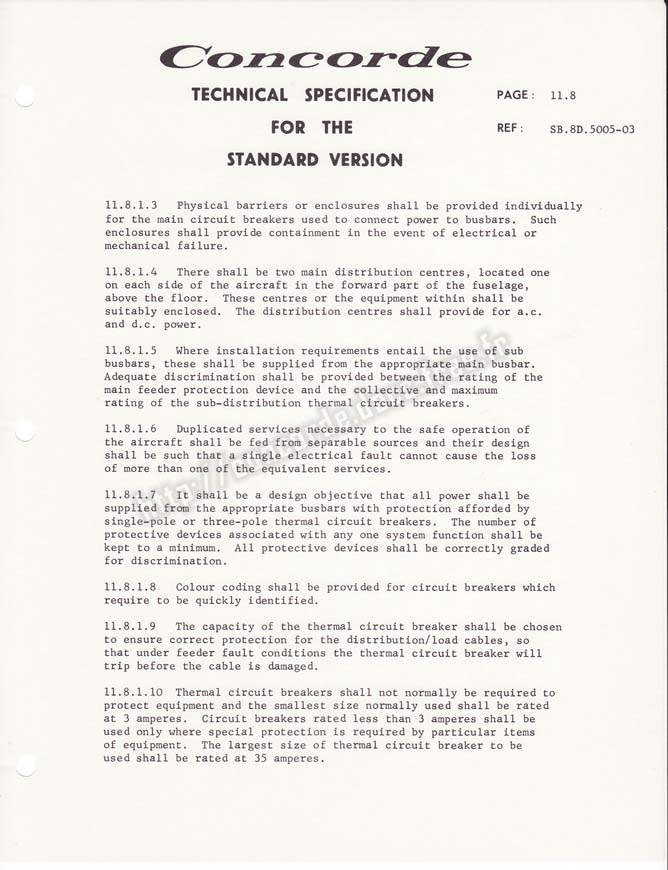 Concorde
TECHNICAL SPECIFICATION
FOR THE
STANDARD VERSION
PAGE: 11.8
REF: SB.8D.5005-03
11.8.1.3 Physical barriers or enclosures shall be provided individually
for the main circuit breakers used to connect power to busbars. Such
enclosures shall provide containment in the event of electrical or
mechanical failure.
11.8.1.4 There shall be two main distribution centres, located one
on each side of the aircraft in the forward part of the fuselage,
above the floor. These centres or the equipment within shall be
suitably enclosed. The distribution centres shall provide for a.c.
and d.c. power.
11.8.1.5 Where installation requirements entail the use of sub
busbars, these shall be supplied from the appropriate main busbar.
Adequate discrimination shall be provided between the rating of the
main feeder protection device and the collective and maximum
rating of the sub-distribution thermal circuit breakers.
11.8.1.6 Duplicated services necessary to the safe operation of
the aircraft shall be fed from separable sources and their design
shall be such that a single electrical fault cannot cause the loss
of more than one of the equivalent services.
11.8.1.7 It shall be a design objective that all power shall be
supplied from the appropriate busbars with protection afforded by
single-pole or three-pole thermal circuit breakers. The number of
protective devices associated with any one system function shall be
kept to a minimum. All protective devices shall be correctly graded
for discrimination.
11.8.1.8 Colour coding shall be provided for circuit breakers which
require to be quickly identified.
11.8.1.9 The capacity of the thermal circuit breaker shall be chosen
to ensure correct protection for the distribution/load cables, so
that under feeder fault conditions the thermal circuit breaker will
trip before the cable is damaged.
11.8.1.10 Thermal circuit breakers shall not normally be required to
protect equipment and the smallest size normally used shall be rated
at 3 amperes. Circuit breakers rated less than 3 amperes shall be
used only where special protection is required by particular items
of equipment. The largest size of thermal circuit breaker to be
used shall be rated at 35 amperes.